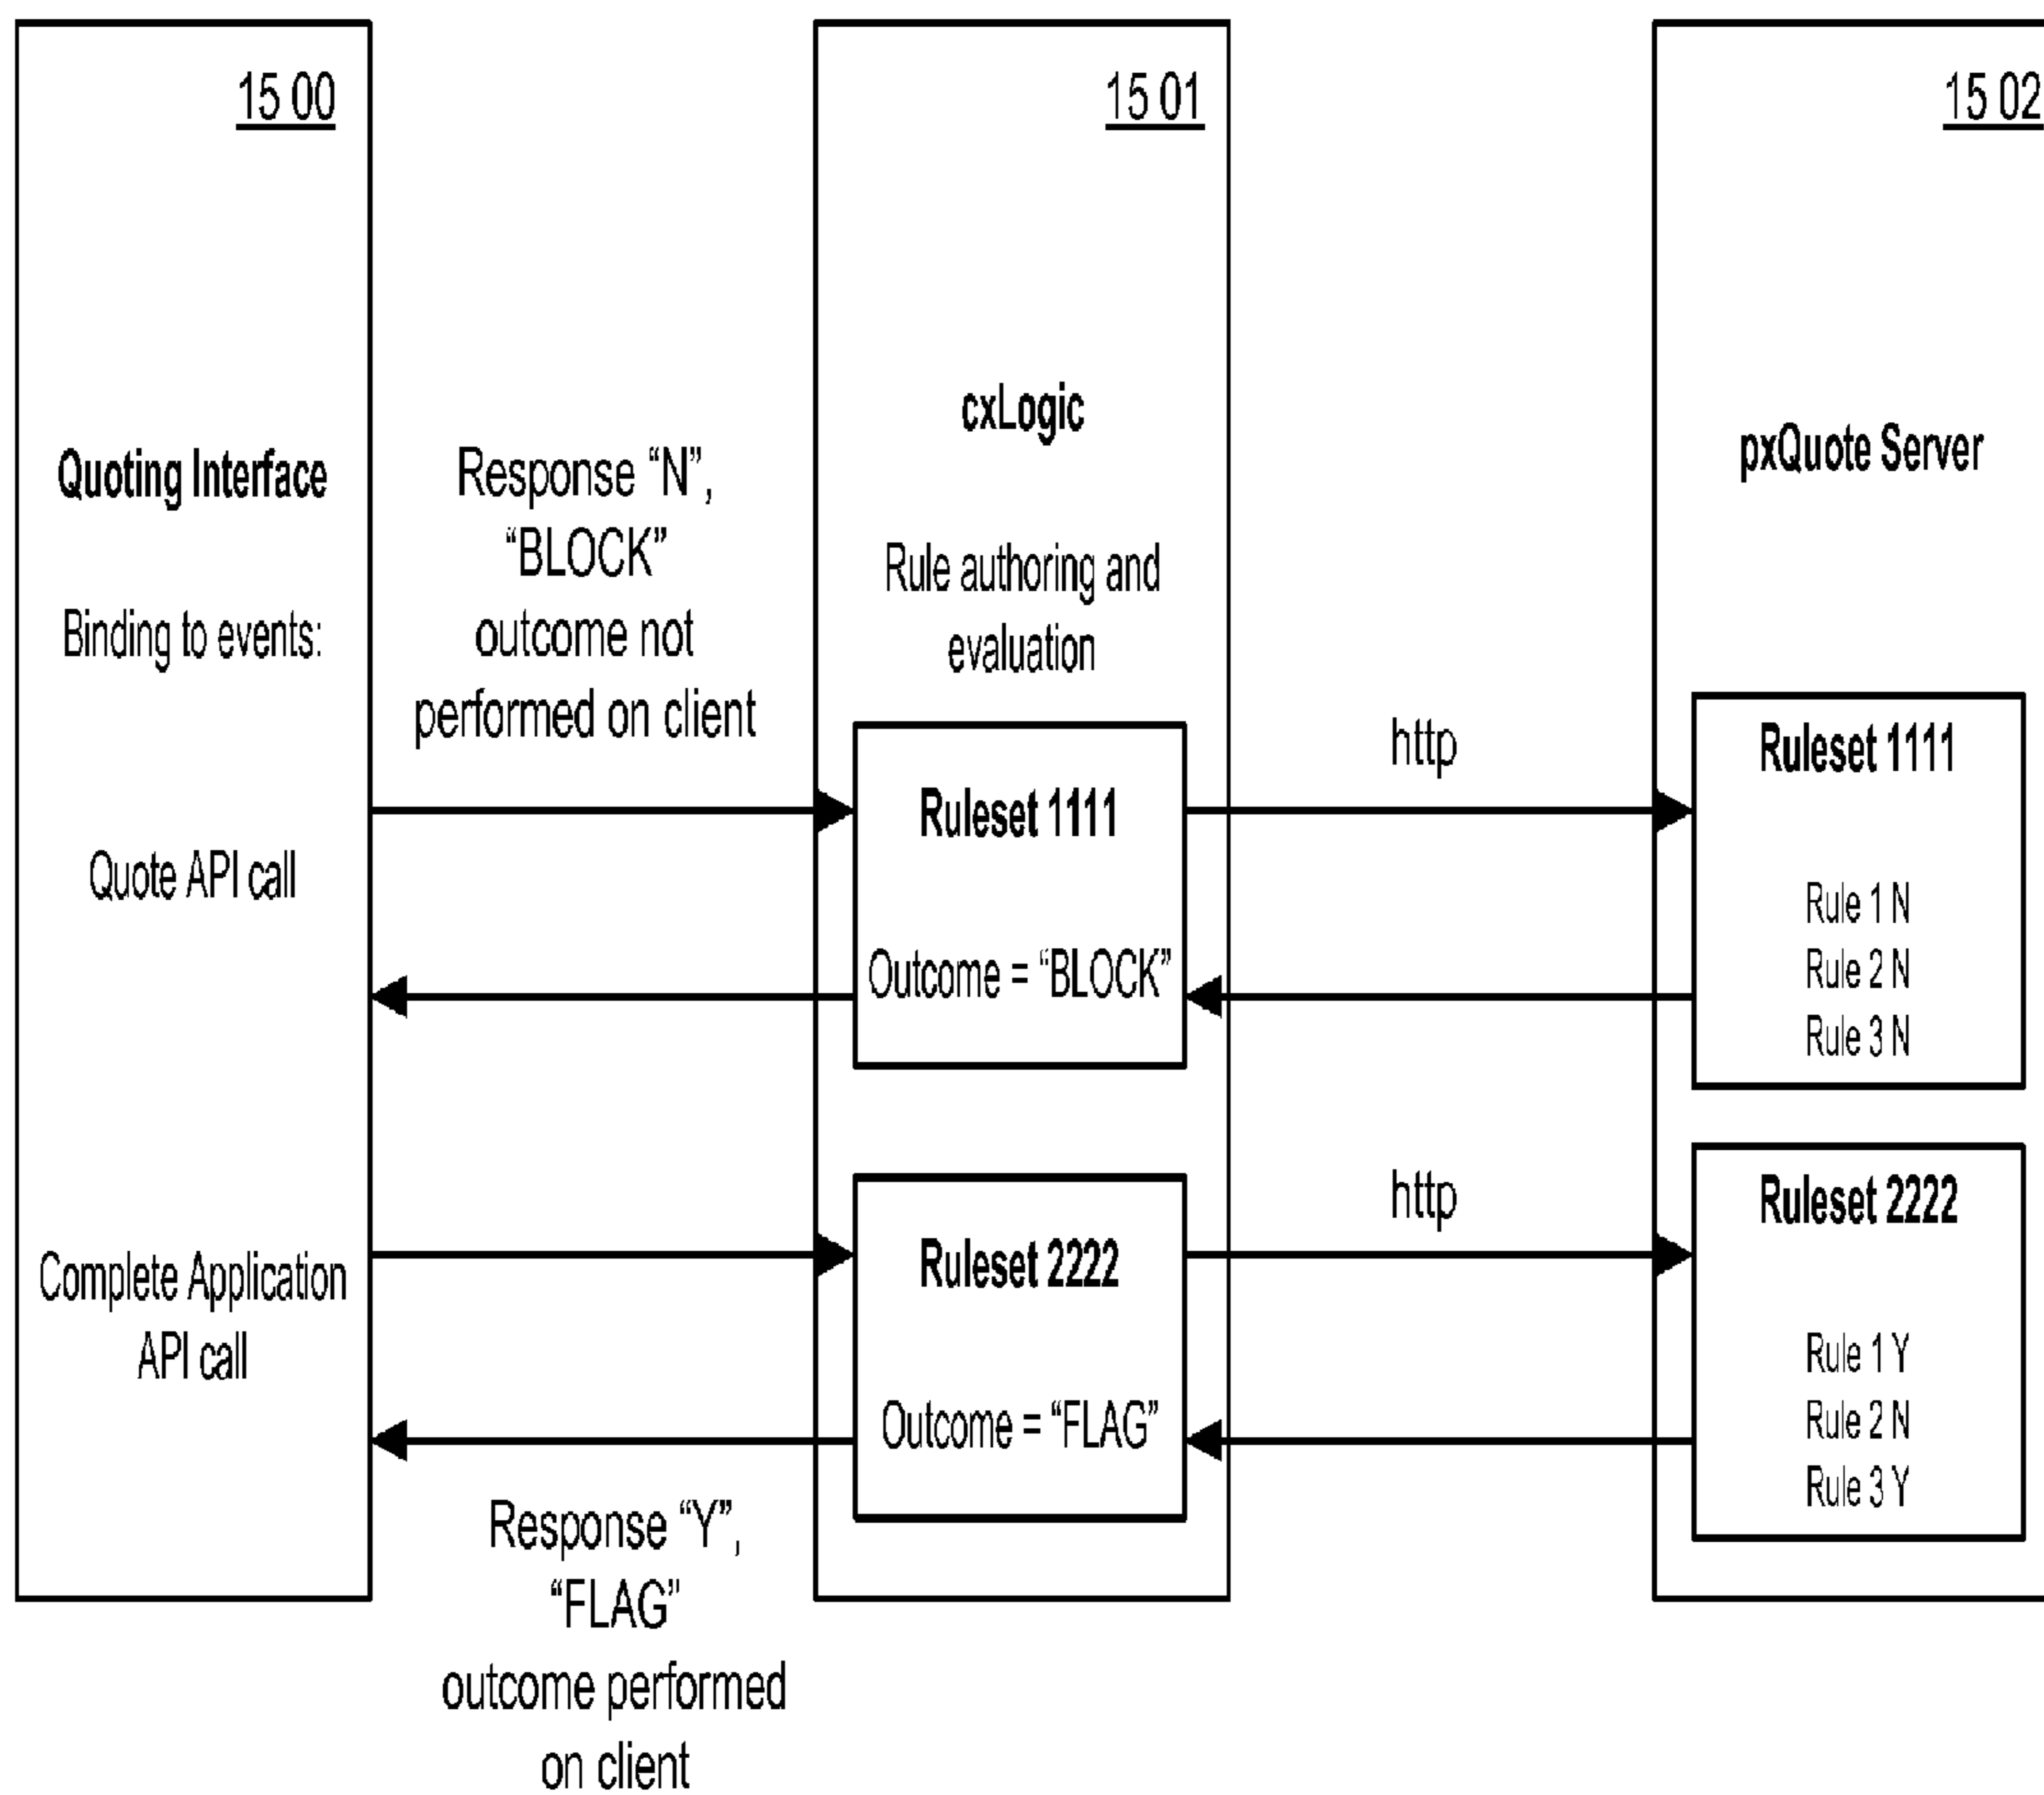 15 00
Quoting Interface
Binding to events:
Quote API call
Complete Application
API call
Response “N”,
“BLOCK”
outcome not
performed on client
Response “Y”,
“FLAG”
outcome performed
on client
15 01
cxLogic
Rule authoring and
evaluation
Ruleset 1111
Outcome = “BLOCK”
Ruleset 2222
Outcome = “FLAG”
http
http
15 02
pxQuote Server
Ruleset 1111
Rule 1 N
Rule 2 N
Rule 3 N
Ruleset 2222
Rule 1 Y
Rule 2 N
Rule 3 Y